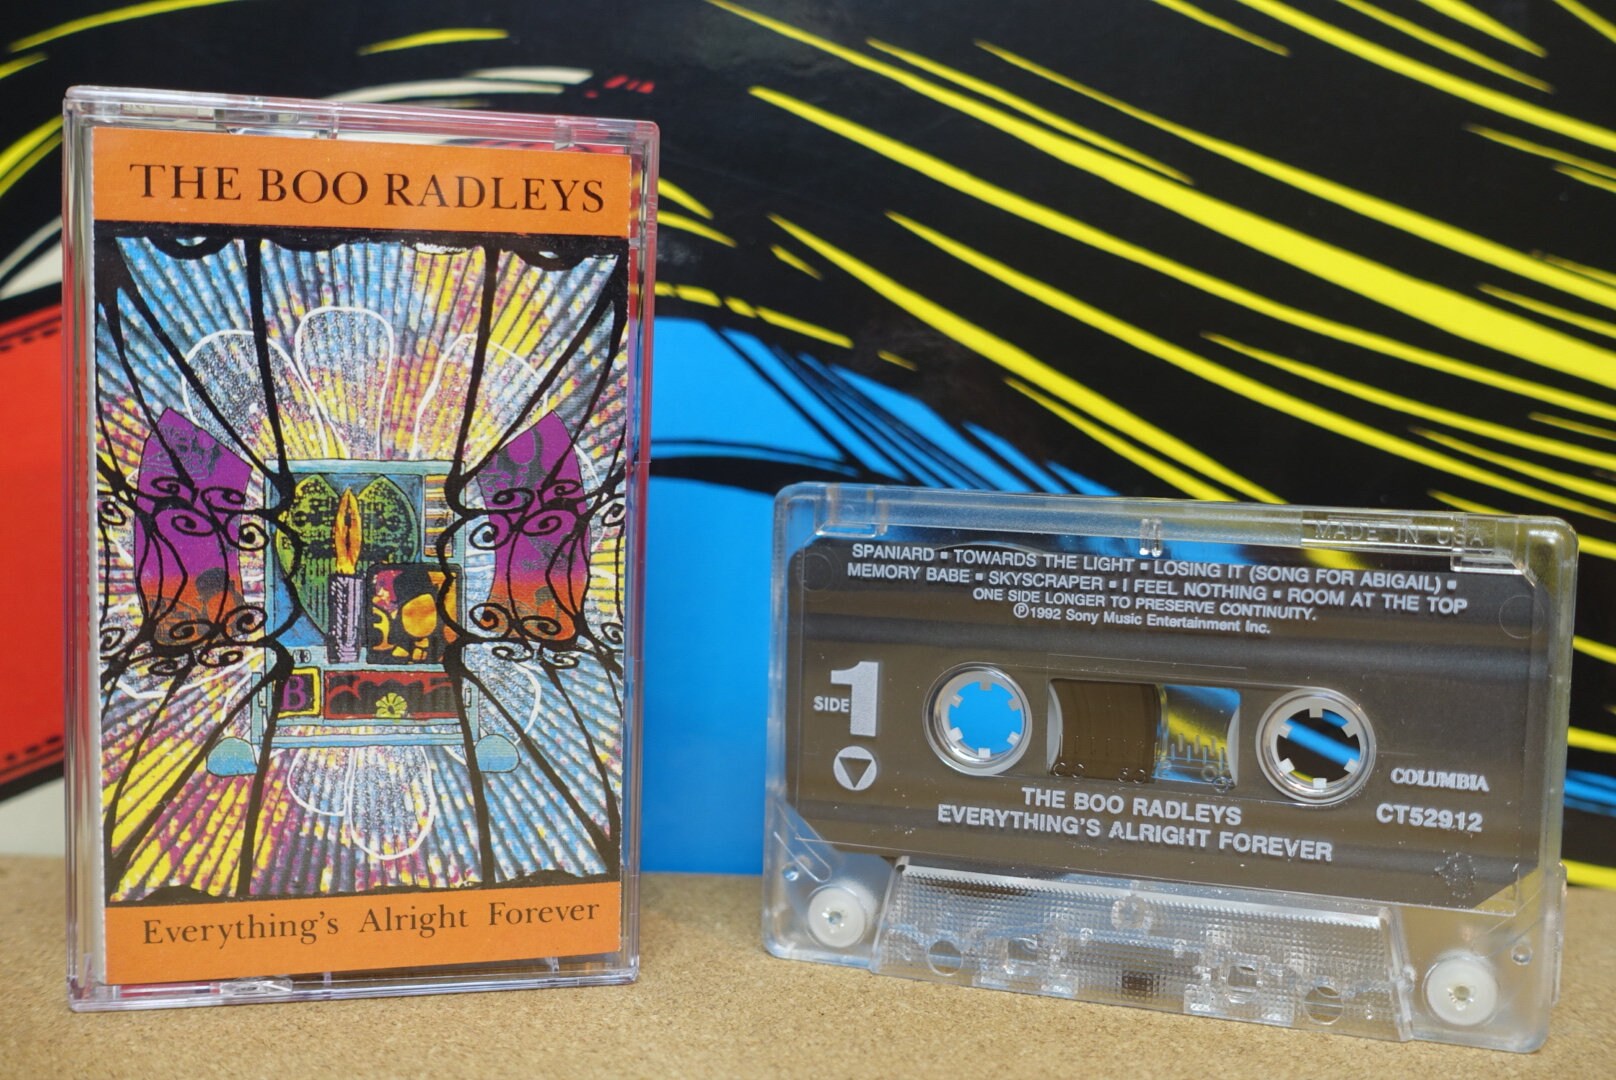 THE BOO RADLEYS
B
Everything's Alright Forever
MADE IN USA
SPANIARD ▪ TOWARDS THE LIGHT ▪ LOSING IT (SONG FOR ABIGAIL) ▪
MEMORY BABE ▪ SKYSCRAPER ▪ I FEEL NOTHING ▪ ROOM AT THE TOP
ONE SIDE LONGER TO PRESERVE CONTINUITY.
℗1992 Sony Music Entertainment Inc.
SIDE 1
COLUMBIA
CT52912
THE BOO RADLEYS
EVERYTHING'S ALRIGHT FOREVER